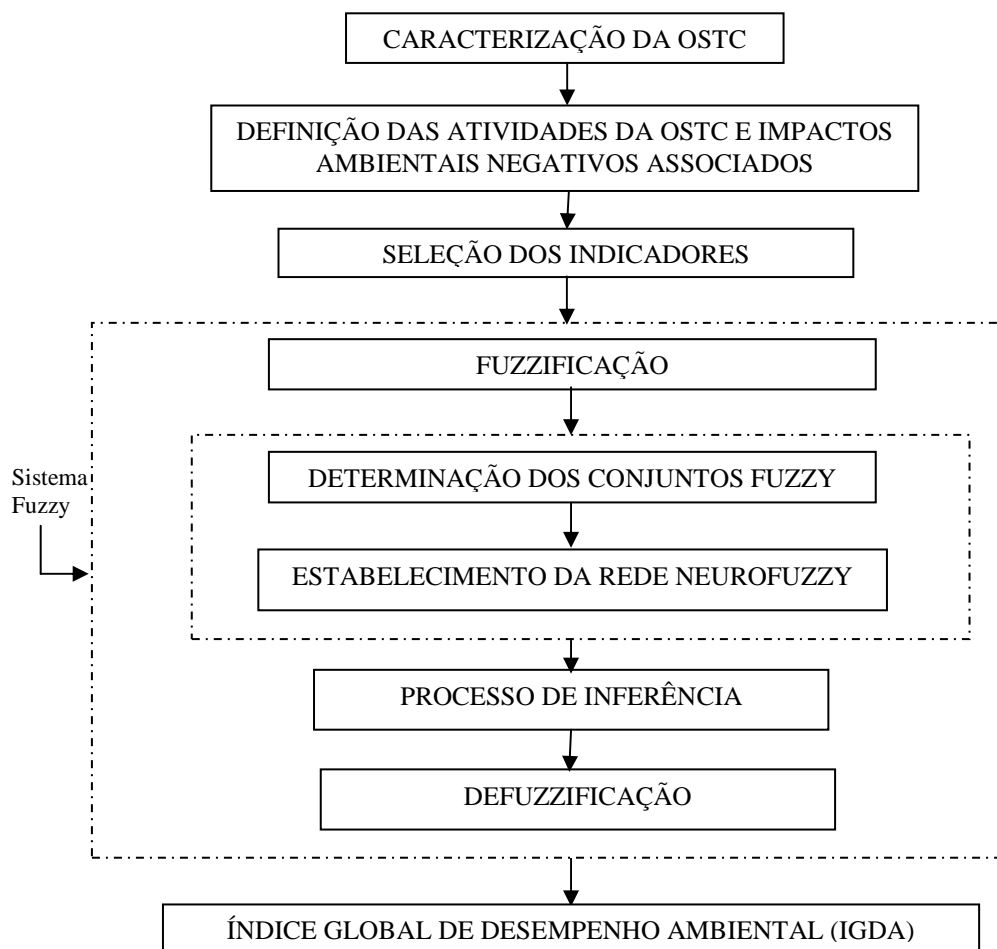 CARACTERIZAÇÃO DA OSTC
DEFINIÇÃO DAS ATIVIDADES DA OSTC E IMPACTOS
AMBIENTAIS NEGATIVOS ASSOCIADOS
SELEÇÃO DOS INDICADORES
FUZZIFICAÇÃO
Sistema
Fuzzy
DETERMINAÇÃO DOS CONJUNTOS FUZZY
ESTABELECIMENTO DA REDE NEUROFUZZY
PROCESSO DE INFERÊNCIA
DEFUZZIFICAÇÃO
ÍNDICE GLOBAL DE DESEMPENHO AMBIENTAL (IGDA)